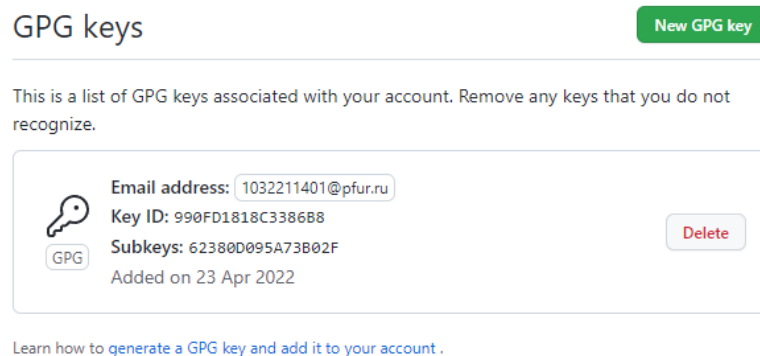 GPG keys
New GPG key
This is a list of GPG keys associated with your account. Remove any keys that you do not
recognize.
Email address: 1032211401@pfur.ru
Key ID: 990FD1818C3386B8
Subkeys: 62380D095A73B02F
GPG
Added on 23 Apr 2022
Delete
Learn how to generate a GPG key and add it to your account .